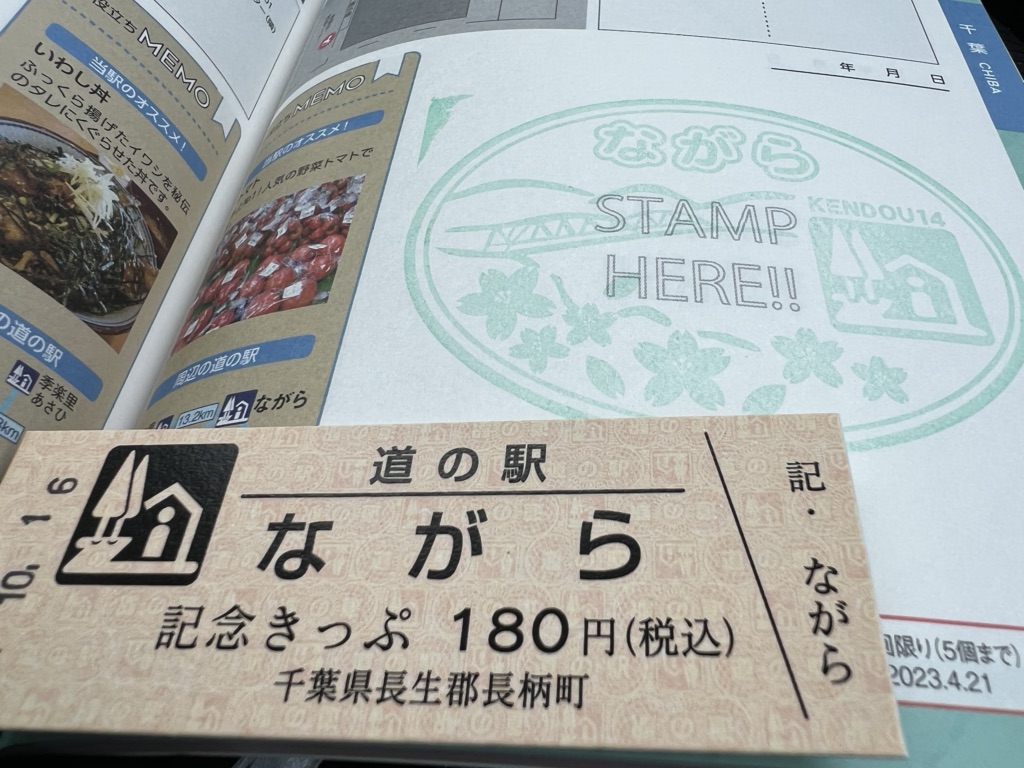 役立ちMEMO
当駅のオススメ!
いわし丼
ふっくら揚げたイワシを秘伝
のタレにくぐらせた丼です。
の道の駅
季楽里
あさひ
MEMO
当駅のオススメ!
人気の野菜トマトで
周辺の道の駅
13.2km
ながら
年 月 日
千葉 CHIBA
ながら
STAMP
HERE!!
KENDOU14
10, 16
道の駅
ながら
記念きっぷ 180円(税込)
千葉県長生郡長柄町
記・ながら
回限り(5個まで)
2023.4.21